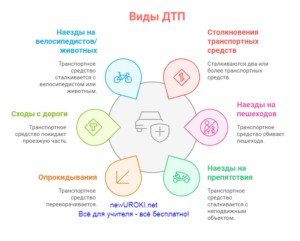 Виды ДТП
Наезды на
велосипедистов/
животных
Транспортное
средство
сталкивается с
велосипедистом или
животным.
Столкновения
транспортных
средств
Сталкиваются два или
более транспортных
средств.
Сходы с дороги
Транспортное
средство покидает
проезжую часть.
Наезды на
пешеходов
Транспортное
средство сбивает
пешехода.
Опрокидывания
Транспортное
средство
переворачивается.
Наезды на
препятствия
Транспортное
средство
сталкивается с
неподвижным
объектом.
newUROKI.net
Всё для учителя - всё бесплатно!